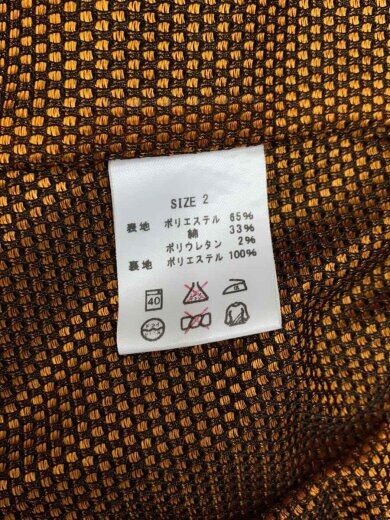 SIZE 2
表地 ポリエステル 65%
綿 33%
ポリウレタン 2%
裏地 ポリエステル 100%
40